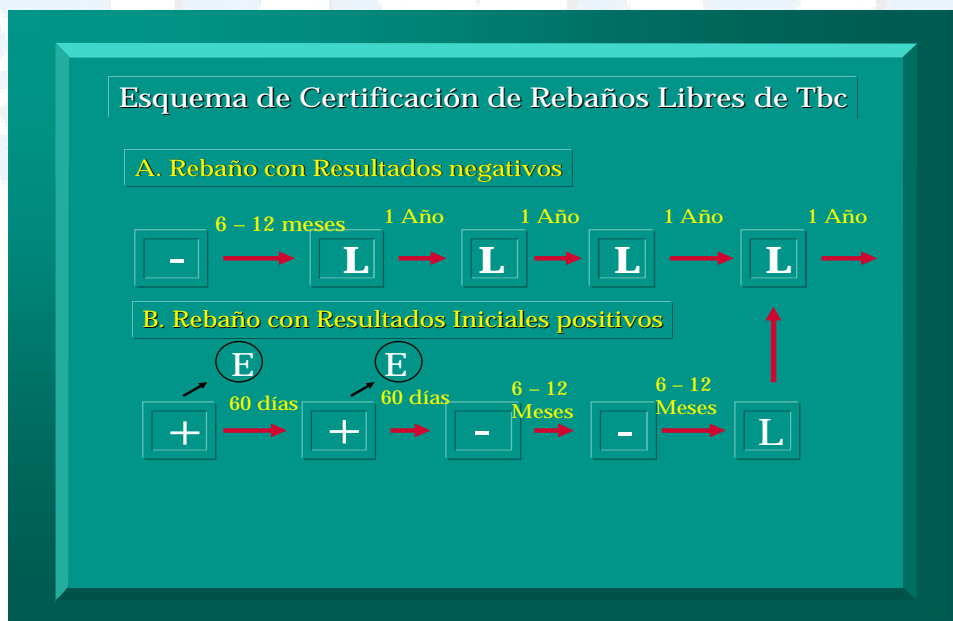 Esquema de Certificación de Rebaños Libres de Tbc
A. Rebaño con Resultados negativos
6 – 12 meses 1 Año 1 Año 1 Año 1 Año
- L L L L
B. Rebaño con Resultados Iniciales positivos
E E
60 días 60 días 6 – 12 6 – 12
Meses Meses
+ + - - L